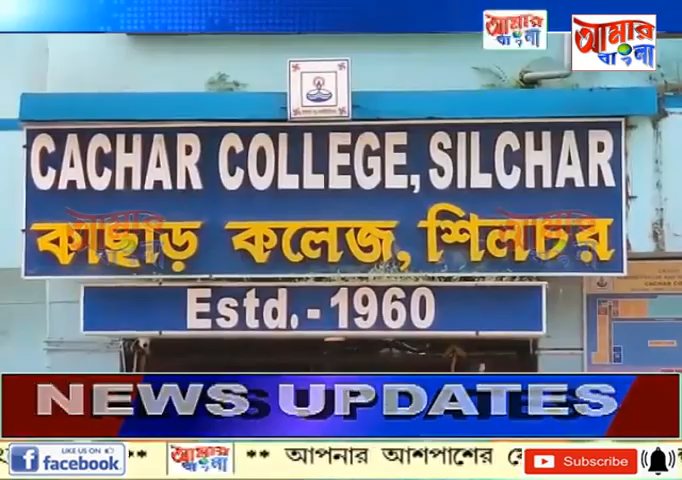 আমার বাংলা
আমার বাংলা
CACHAR COLLEGE, SILCHAR
কাছাড় কলেজ, শিলচর
Estd. - 1960
NEWS UPDATES
LIKE US ON
facebook
আমার বাংলা
** আপনার আশপাশের
Subscribe